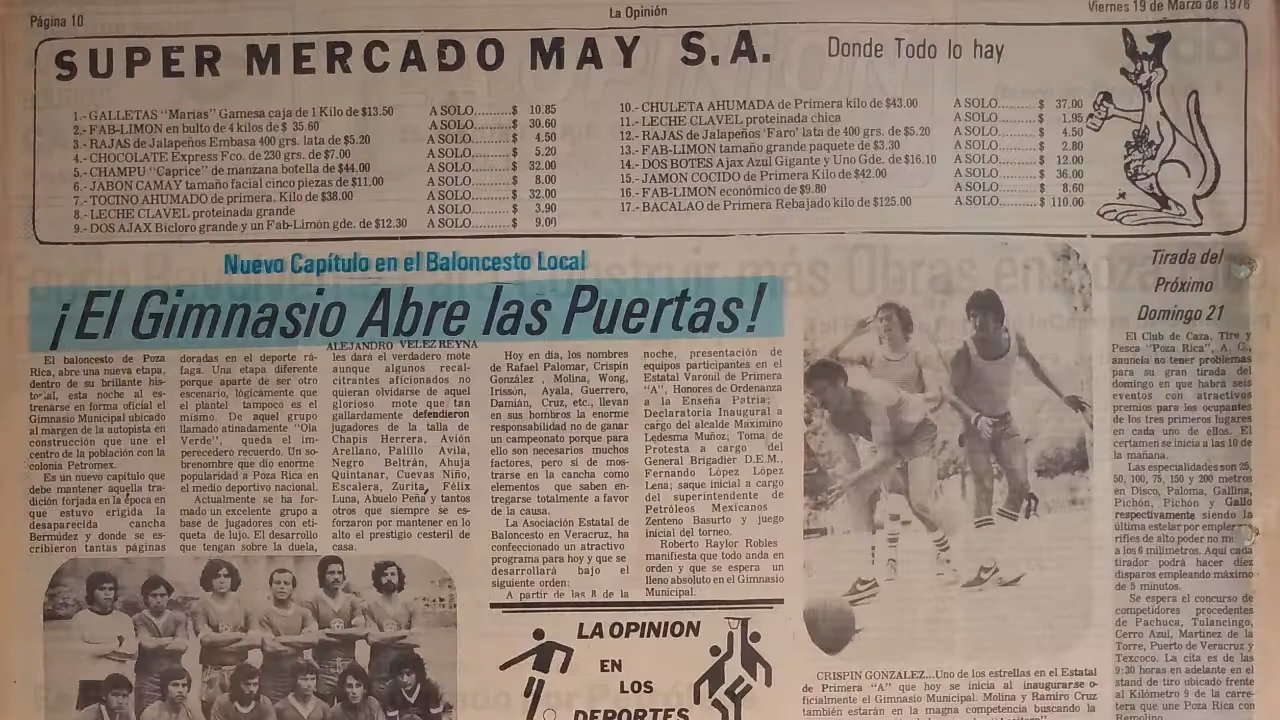 Página 10
La Opinión
Viernes 19 de Marzo de 1976
SUPER MERCADO MAY S.A.
Donde Todo lo hay
1.- GALLETAS "Marías" Gamesa caja de 1 Kilo de $13.50 A SOLO.........$ 10.85
2.- FAB-LIMON en bulto de 4 kilos de $ 35.60 A SOLO.........$ 30.60
3.- RAJAS de Jalapeños Embasa 400 grs. lata de $5.20 A SOLO.........$ 4.50
4.- CHOCOLATE Express Fco. de 230 grs. de $7.00 A SOLO.........$ 5.20
5.- CHAMPU "Caprice" de manzana botella de $44.00 A SOLO.........$ 32.00
6.- JABON CAMAY tamaño facial cinco piezas de $11.00 A SOLO.........$ 8.00
7.- TOCINO AHUMADO de primera. Kilo de $38.00 A SOLO.........$ 32.00
8.- LECHE CLAVEL proteinada grande A SOLO.........$ 3.90
9.- DOS AJAX Bicloro grande y un Fab-Limón gde. de $12.30 A SOLO.........$ 9.00
10.- CHULETA AHUMADA de Primera kilo de $43.00 A SOLO.........$ 37.00
11.- LECHE CLAVEL proteinada chica A SOLO.........$ 1.95
12.- RAJAS de Jalapeños 'Faro' lata de 400 grs. de $5.20 A SOLO.........$ 4.50
13.- FAB-LIMON tamaño grande paquete de $3.30 A SOLO.........$ 2.80
14.- DOS BOTES Ajax Azul Gigante y Uno Gde. de $16.10 A SOLO.........$ 12.00
15.- JAMON COCIDO de Primera Kilo de $42.00 A SOLO.........$ 36.00
16.- FAB-LIMON económico de $9.80 A SOLO.........$ 8.60
17.- BACALAO de Primera Rebajado kilo de $125.00 A SOLO.........$ 110.00
Nuevo Capítulo en el Baloncesto Local
¡El Gimnasio Abre las Puertas!
ALEJANDRO VELEZ REYNA
El baloncesto de Poza
Rica, abre una nueva etapa,
dentro de su brillante his-
torial, esta noche al es-
trenarse en forma oficial el
Gimnasio Municipal ubicado
al margen de la autopista en
construcción que une el
centro de la población con la
colonia Petromex.
Es un nuevo capítulo que
debe mantener aquella tra-
dición forjada en la época en
que estuvo erigida la
desaparecida cancha
Bermúdez y donde se es-
cribieron tantas páginas
doradas en el deporte rá-
faga. Una etapa diferente
porque aparte de ser otro
escenario, lógicamente que
el plantel tampoco es el
mismo. De aquel grupo
llamado atinadamente "Ola
Verde", queda el im-
perecedero recuerdo. Un so-
brenombre que dio enorme
popularidad a Poza Rica en
el medio deportivo nacional.
Actualmente se ha for-
mado un excelente grupo a
base de jugadores con eti-
queta de lujo. El desarrollo
que tengan sobre la duela,
les dará el verdadero mote
aunque algunos recal-
citrantes aficionados no
quieran olvidarse de aquel
glorioso mote que tan
gallardamente defendieron
jugadores de la talla de
Chapis Herrera, Avión
Arellano, Palillo Avila,
Negro Beltrán, Ahuja
Quintanar, Cuevas Niño,
Escalera, Zurita, Félix
Luna, Abuelo Peña y tantos
otros que siempre se es-
forzaron por mantener en lo
alto el prestigio cesteril de
casa.
Hoy en día, los nombres
de Rafael Palomar, Crispín
González , Molina, Wong,
Irissón, Ayala, Guerrero,
Damián, Cruz, etc., llevan
en sus hombros la enorme
responsabilidad no de ganar
un campeonato porque para
ello son necesarios muchos
factores, pero sí de mos-
trarse en la cancha como
elementos que saben en-
tregarse totalmente a favor
de la causa.
La Asociación Estatal de
Baloncesto en Veracruz, ha
confeccionado un atractivo
programa para hoy y que se
desarrollará bajo el
siguiente orden:
A partir de las 8 de la
noche, presentación de
equipos participantes en el
Estatal Varonil de Primera
"A", Honores de Ordenanza
a la Enseña Patria;
Declaratoria Inaugural a
cargo del alcalde Máximino
Ledesma Muñoz; Toma de
Protesta a cargo del
General Brigadier D.E.M.,
Fernando López López
Lena; saque inicial a cargo
del superintendente de
Petróleos Mexicanos
Zenteno Basurto y juego
inicial del torneo.
Roberto Raylor Robles
manifiesta que todo anda en
orden y que se espera un
lleno absoluto en el Gimnasio
Municipal.
LA OPINION
EN
LOS
DEPORTES
CRISPIN GONZALEZ...Uno de los estrellas en el Estatal
de Primera "A" que hoy se inicia al inaugurarse o-
ficialmente el Gimnasio Municipal. Molina y Ramiro Cruz
también estarán en la magna competencia buscando la
Tirada del
Próximo
Domingo 21
El Club de Caza, Tiro y
Pesca "Poza Rica", A. C.,
anuncia no tener problemas
para su gran tirada del
domingo en que habrá seis
eventos con atractivos
premios para los ocupantes
de los tres primeros lugares
en cada uno de ellos. El
certamen se inicia a las 10 de
la mañana.
Las especialidades son 25,
50, 100, 75, 150 y 200 metros
en Disco, Paloma, Gallina,
Pichón, Pichón y Gallo
respectivamente siendo la
última estelar por emplear
rifles de alto poder no
a los 6 milímetros. Aquí cada
tirador podrá hacer diez
disparos empleando máximo
de 5 minutos.
Se espera el concurso de
competidores procedentes
de Pachuca, Tulancingo,
Cerro Azul, Martínez de la
Torre, Puerto de Veracruz y
Texcoco. La cita es de las
9:30 horas en adelante en el
stand de tiro ubicado frente
al Kilómetro 9 de la carre-
tera que une Poza Rica con